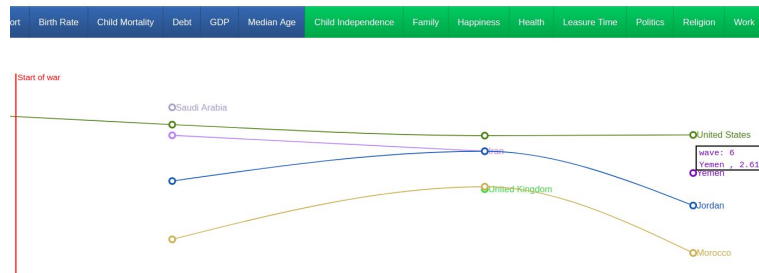 ort Birth Rate Child Mortality Debt GDP Median Age Child Independence Family Happiness Health Leasure Time Politics Religion Work
Start of war
Saudi Arabia
United States
Iran
wave: 6
Yemen , 2.61
Yemen
United Kingdom
Jordan
Morocco